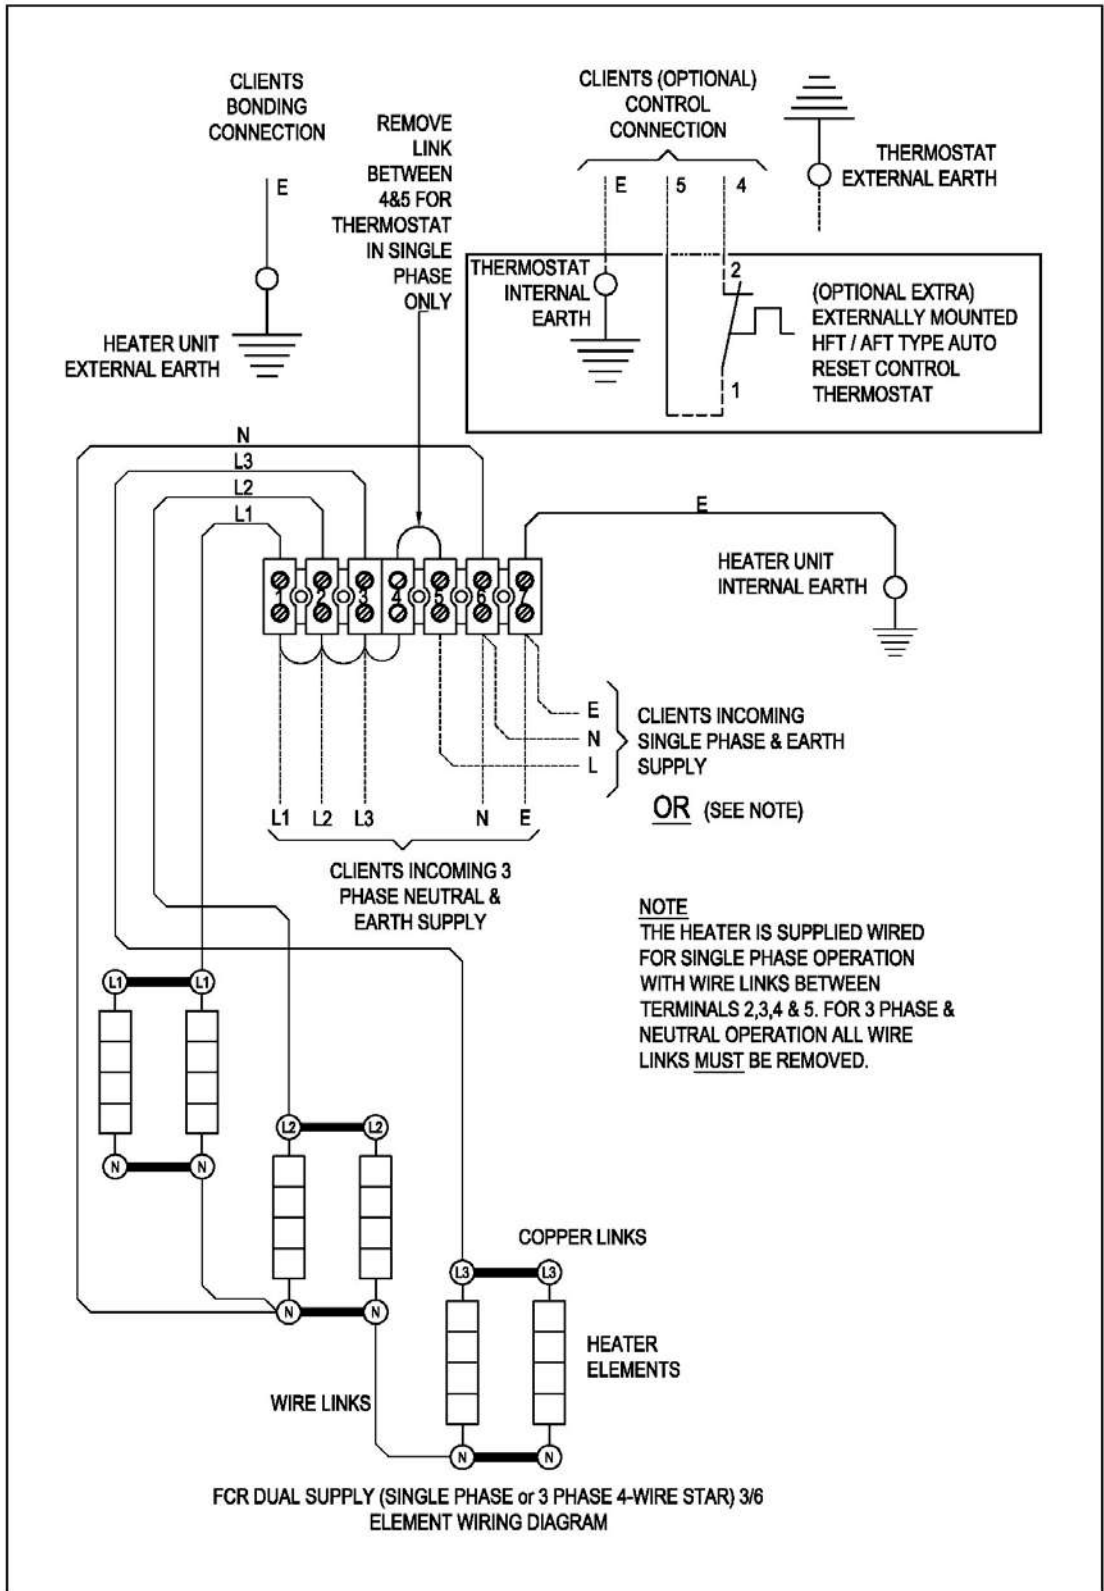 CLIENTS
BONDING
CONNECTION
E
HEATER UNIT
EXTERNAL EARTH
REMOVE
LINK
BETWEEN
4&5 FOR
THERMOSTAT
IN SINGLE
PHASE
ONLY
CLIENTS (OPTIONAL)
CONTROL
CONNECTION
E 5 4
THERMOSTAT
EXTERNAL EARTH
THERMOSTAT
INTERNAL
EARTH
2
1
(OPTIONAL EXTRA)
EXTERNALLY MOUNTED
HFT / AFT TYPE AUTO
RESET CONTROL
THERMOSTAT
N
L3
L2
L1
E
HEATER UNIT
INTERNAL EARTH
1 2 3 4 5 6 7
E
N
L
CLIENTS INCOMING
SINGLE PHASE & EARTH
SUPPLY
OR (SEE NOTE)
L1 L2 L3 N E
CLIENTS INCOMING 3
PHASE NEUTRAL &
EARTH SUPPLY
NOTE
THE HEATER IS SUPPLIED WIRED
FOR SINGLE PHASE OPERATION
WITH WIRE LINKS BETWEEN
TERMINALS 2,3,4 & 5. FOR 3 PHASE &
NEUTRAL OPERATION ALL WIRE
LINKS MUST BE REMOVED.
L1 L1
N N
L2 L2
N N
COPPER LINKS
L3 L3
HEATER
ELEMENTS
WIRE LINKS
N N
FCR DUAL SUPPLY (SINGLE PHASE or 3 PHASE 4-WIRE STAR) 3/6
ELEMENT WIRING DIAGRAM